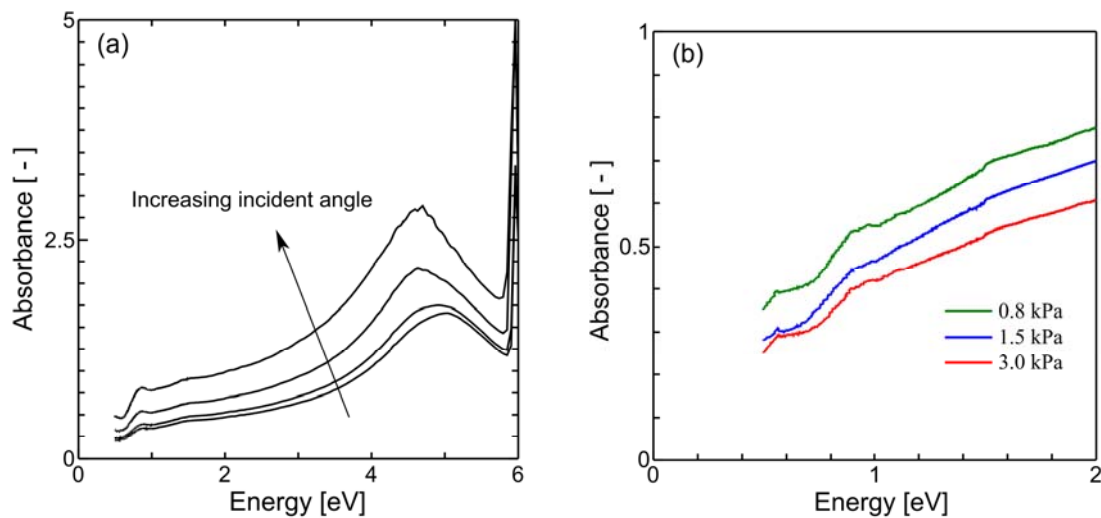 (a)
5
2.5
0
Absorbance [ - ]
Increasing incident angle
0
2
4
6
Energy [eV]
(b)
1
0.5
0
Absorbance [ - ]
0.8 kPa
1.5 kPa
3.0 kPa
0
1
2
Energy [eV]